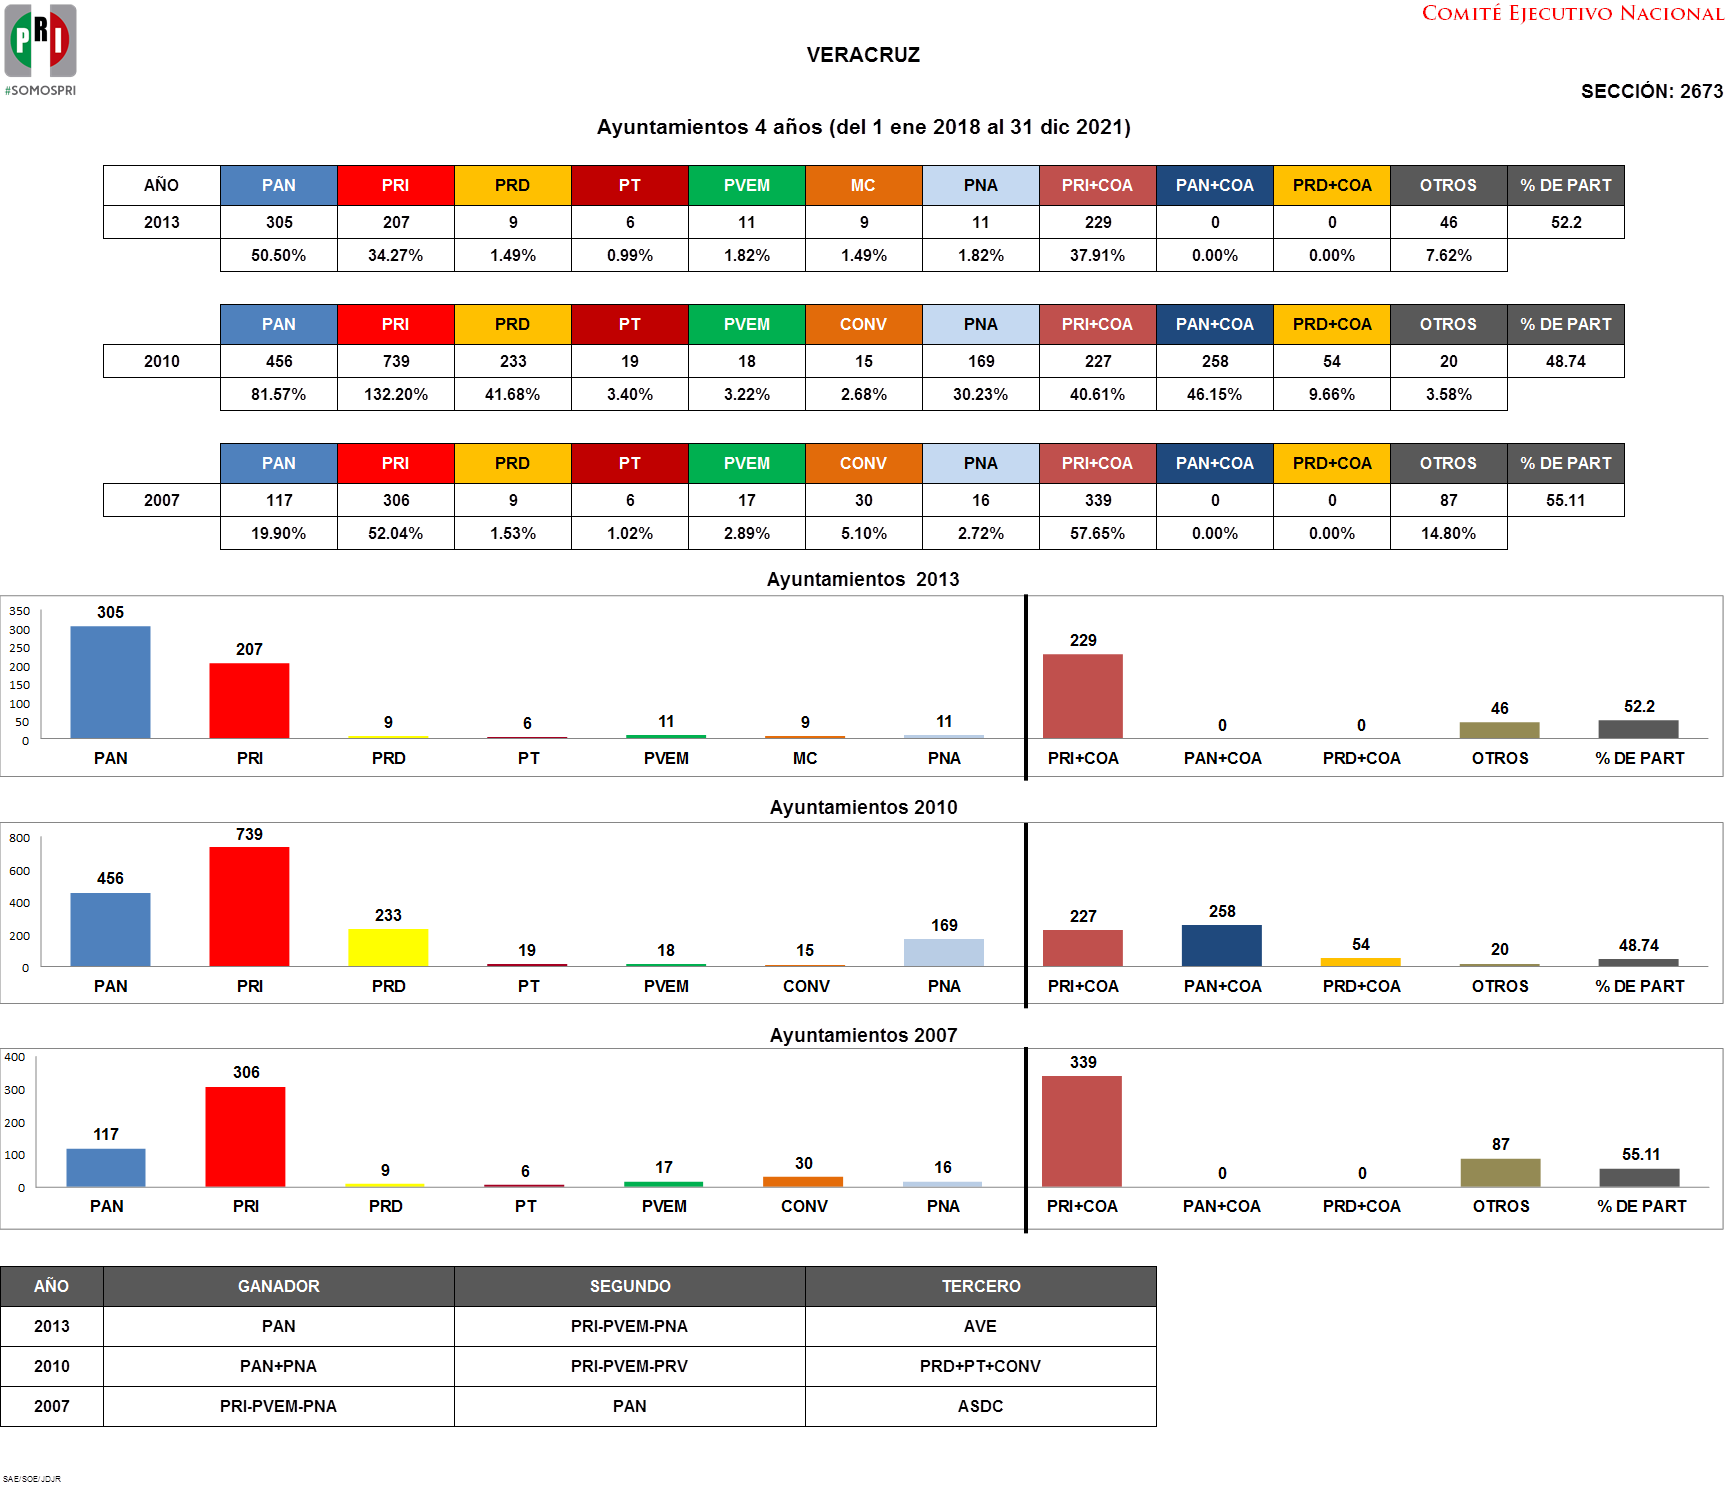 PRI
#SOMOSPRI
COMITÉ EJECUTIVO NACIONAL
VERACRUZ
SECCIÓN: 2673
Ayuntamientos 4 años (del 1 ene 2018 al 31 dic 2021)
AÑO PAN PRI PRD PT PVEM MC PNA PRI+COA PAN+COA PRD+COA OTROS % DE PART
2013 305 207 9 6 11 9 11 229 0 0 46 52.2
50.50% 34.27% 1.49% 0.99% 1.82% 1.49% 1.82% 37.91% 0.00% 0.00% 7.62%
PAN PRI PRD PT PVEM CONV PNA PRI+COA PAN+COA PRD+COA OTROS % DE PART
2010 456 739 233 19 18 15 169 227 258 54 20 48.74
81.57% 132.20% 41.68% 3.40% 3.22% 2.68% 30.23% 40.61% 46.15% 9.66% 3.58%
PAN PRI PRD PT PVEM CONV PNA PRI+COA PAN+COA PRD+COA OTROS % DE PART
2007 117 306 9 6 17 30 16 339 0 0 87 55.11
19.90% 52.04% 1.53% 1.02% 2.89% 5.10% 2.72% 57.65% 0.00% 0.00% 14.80%
Ayuntamientos 2013
350
300
250
200
150
100
50
0
305 207 9 6 11 9 11 229 0 0 46 52.2
PAN PRI PRD PT PVEM MC PNA PRI+COA PAN+COA PRD+COA OTROS % DE PART
Ayuntamientos 2010
800
600
400
200
0
456 739 233 19 18 15 169 227 258 54 20 48.74
PAN PRI PRD PT PVEM CONV PNA PRI+COA PAN+COA PRD+COA OTROS % DE PART
Ayuntamientos 2007
400
300
200
100
0
117 306 9 6 17 30 16 339 0 0 87 55.11
PAN PRI PRD PT PVEM CONV PNA PRI+COA PAN+COA PRD+COA OTROS % DE PART
AÑO GANADOR SEGUNDO TERCERO
2013 PAN PRI-PVEM-PNA AVE
2010 PAN+PNA PRI-PVEM-PRV PRD+PT+CONV
2007 PRI-PVEM-PNA PAN ASDC
SAE/SOE/JDJR